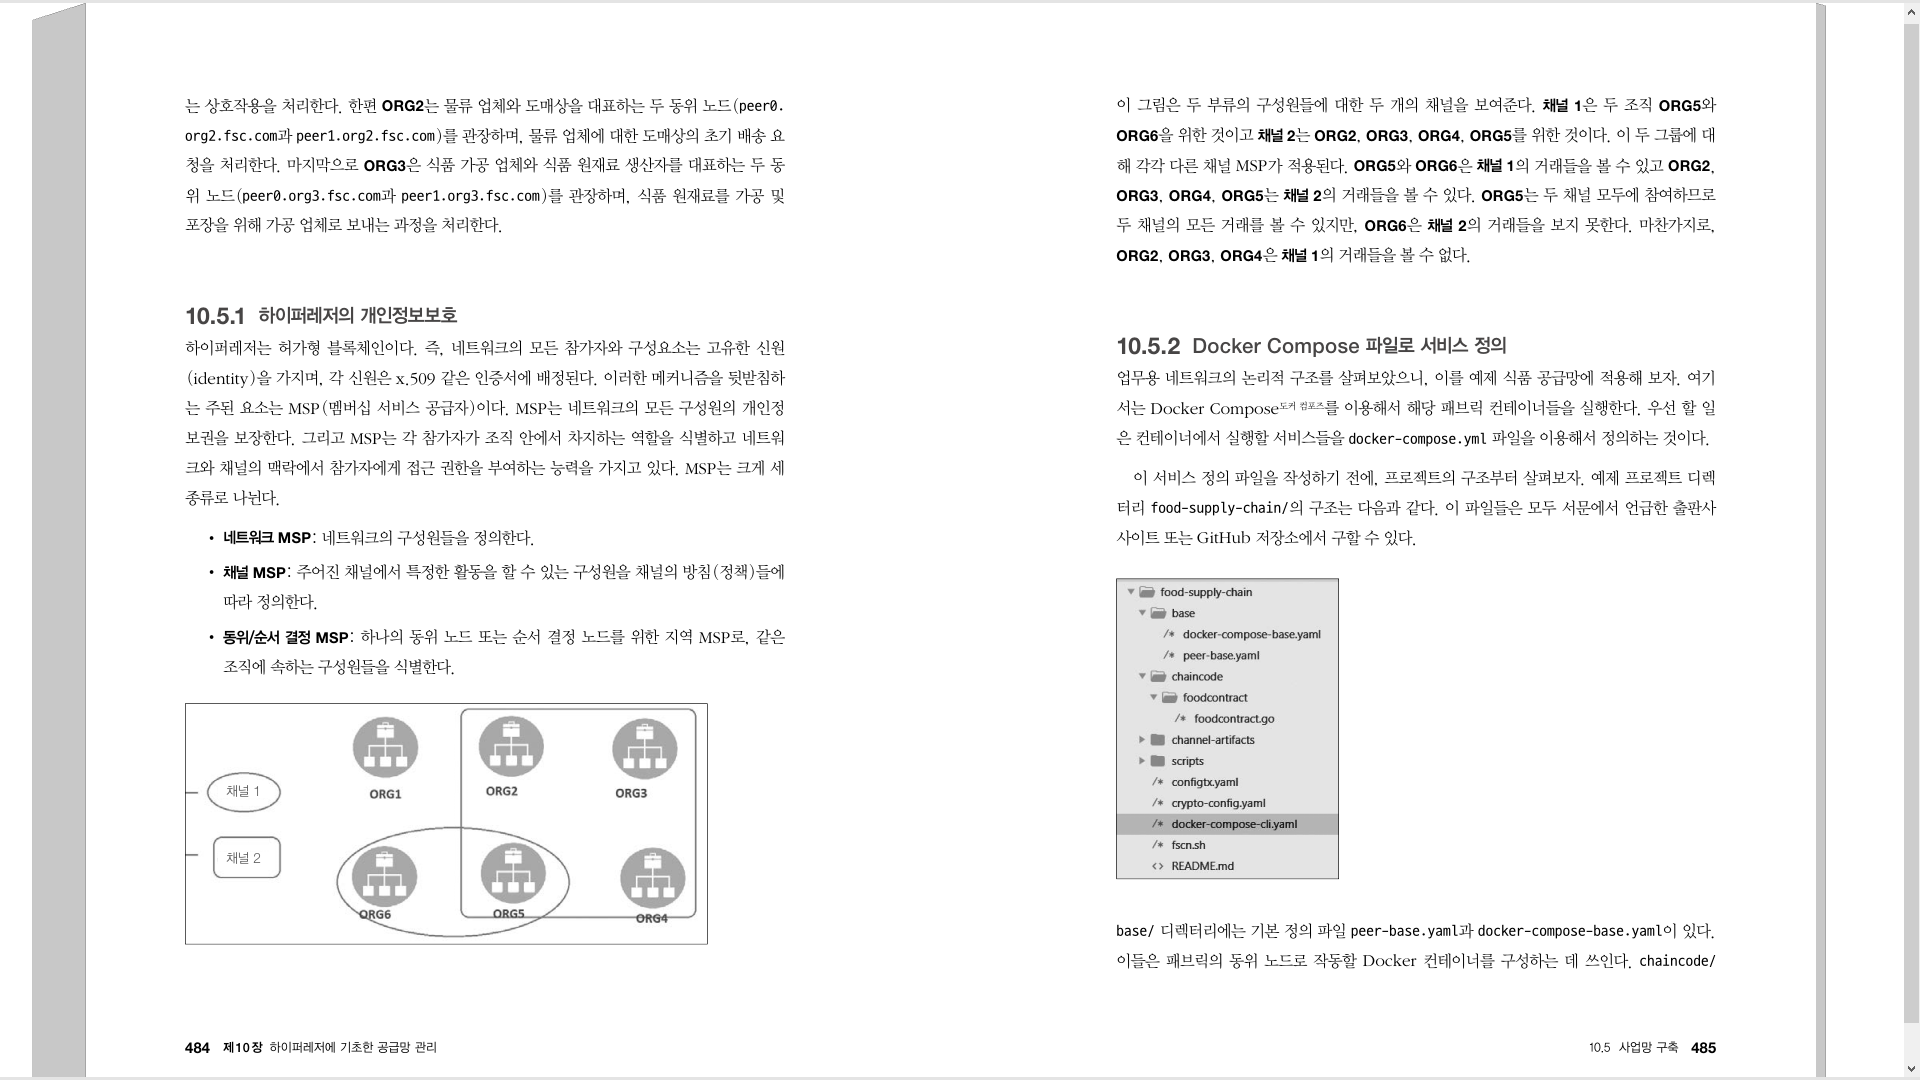 는 상호작용을 처리한다. 한편 ORG2는 물류 업체와 도매상을 대표하는 두 동위 노드(peer0.
org2.fsc.com과 peer1.org2.fsc.com)를 관장하며, 물류 업체에 대한 도매상의 초기 배송 요
청을 처리한다. 마지막으로 ORG3은 식품 가공 업체와 식품 원재료 생산자를 대표하는 두 동
위 노드(peer0.org3.fsc.com과 peer1.org3.fsc.com)를 관장하며, 식품 원재료를 가공 및
포장을 위해 가공 업체로 보내는 과정을 처리한다.
10.5.1 하이퍼레저의 개인정보보호
하이퍼레저는 허가형 블록체인이다. 즉, 네트워크의 모든 참가자와 구성요소는 고유한 신원
(identity)을 가지며, 각 신원은 x.509 같은 인증서에 배정된다. 이러한 메커니즘을 뒷받침하
는 주된 요소는 MSP(멤버십 서비스 공급자)이다. MSP는 네트워크의 모든 구성원의 개인정
보권을 보장한다. 그리고 MSP는 각 참가자가 조직 안에서 차지하는 역할을 식별하고 네트워
크와 채널의 맥락에서 참가자에게 접근 권한을 부여하는 능력을 가지고 있다. MSP는 크게 세
종류로 나뉜다.
• 네트워크 MSP: 네트워크의 구성원들을 정의한다.
• 채널 MSP: 주어진 채널에서 특정한 활동을 할 수 있는 구성원을 채널의 방침(정책)들에
따라 정의한다.
• 동위/순서 결정 MSP: 하나의 동위 노드 또는 순서 결정 노드를 위한 지역 MSP로, 같은
조직에 속하는 구성원들을 식별한다.
채널 1
채널 2
ORG1
ORG2
ORG3
ORG6
ORG5
ORG4
484 제10장 하이퍼레저에 기초한 공급망 관리
이 그림은 두 부류의 구성원들에 대한 두 개의 채널을 보여준다. 채널 1은 두 조직 ORG5와
ORG6을 위한 것이고 채널 2는 ORG2, ORG3, ORG4, ORG5를 위한 것이다. 이 두 그룹에 대
해 각각 다른 채널 MSP가 적용된다. ORG5와 ORG6은 채널 1의 거래들을 볼 수 있고 ORG2,
ORG3, ORG4, ORG5는 채널 2의 거래들을 볼 수 있다. ORG5는 두 채널 모두에 참여하므로
두 채널의 모든 거래를 볼 수 있지만, ORG6은 채널 2의 거래들을 보지 못한다. 마찬가지로,
ORG2, ORG3, ORG4은 채널 1의 거래들을 볼 수 없다.
10.5.2 Docker Compose 파일로 서비스 정의
업무용 네트워크의 논리적 구조를 살펴보았으니, 이를 예제 식품 공급망에 적용해 보자. 여기
서는 Docker Compose도커 컴포즈를 이용해서 해당 패브릭 컨테이너들을 실행한다. 우선 할 일
은 컨테이너에서 실행할 서비스들을 docker-compose.yml 파일을 이용해서 정의하는 것이다.
이 서비스 정의 파일을 작성하기 전에, 프로젝트의 구조부터 살펴보자. 예제 프로젝트 디렉
터리 food-supply-chain/의 구조는 다음과 같다. 이 파일들은 모두 서문에서 언급한 출판사
사이트 또는 GitHub 저장소에서 구할 수 있다.
food-supply-chain
base
/* docker-compose-base.yaml
/* peer-base.yaml
chaincode
foodcontract
/* foodcontract.go
channel-artifacts
scripts
/* configtx.yaml
/* crypto-config.yaml
/* docker-compose-cli.yaml
/* fscn.sh
<> README.md
base/ 디렉터리에는 기본 정의 파일 peer-base.yaml과 docker-compose-base.yaml이 있다.
이들은 패브릭의 동위 노드로 작동할 Docker 컨테이너를 구성하는 데 쓰인다. chaincode/
10.5 사업망 구축 485